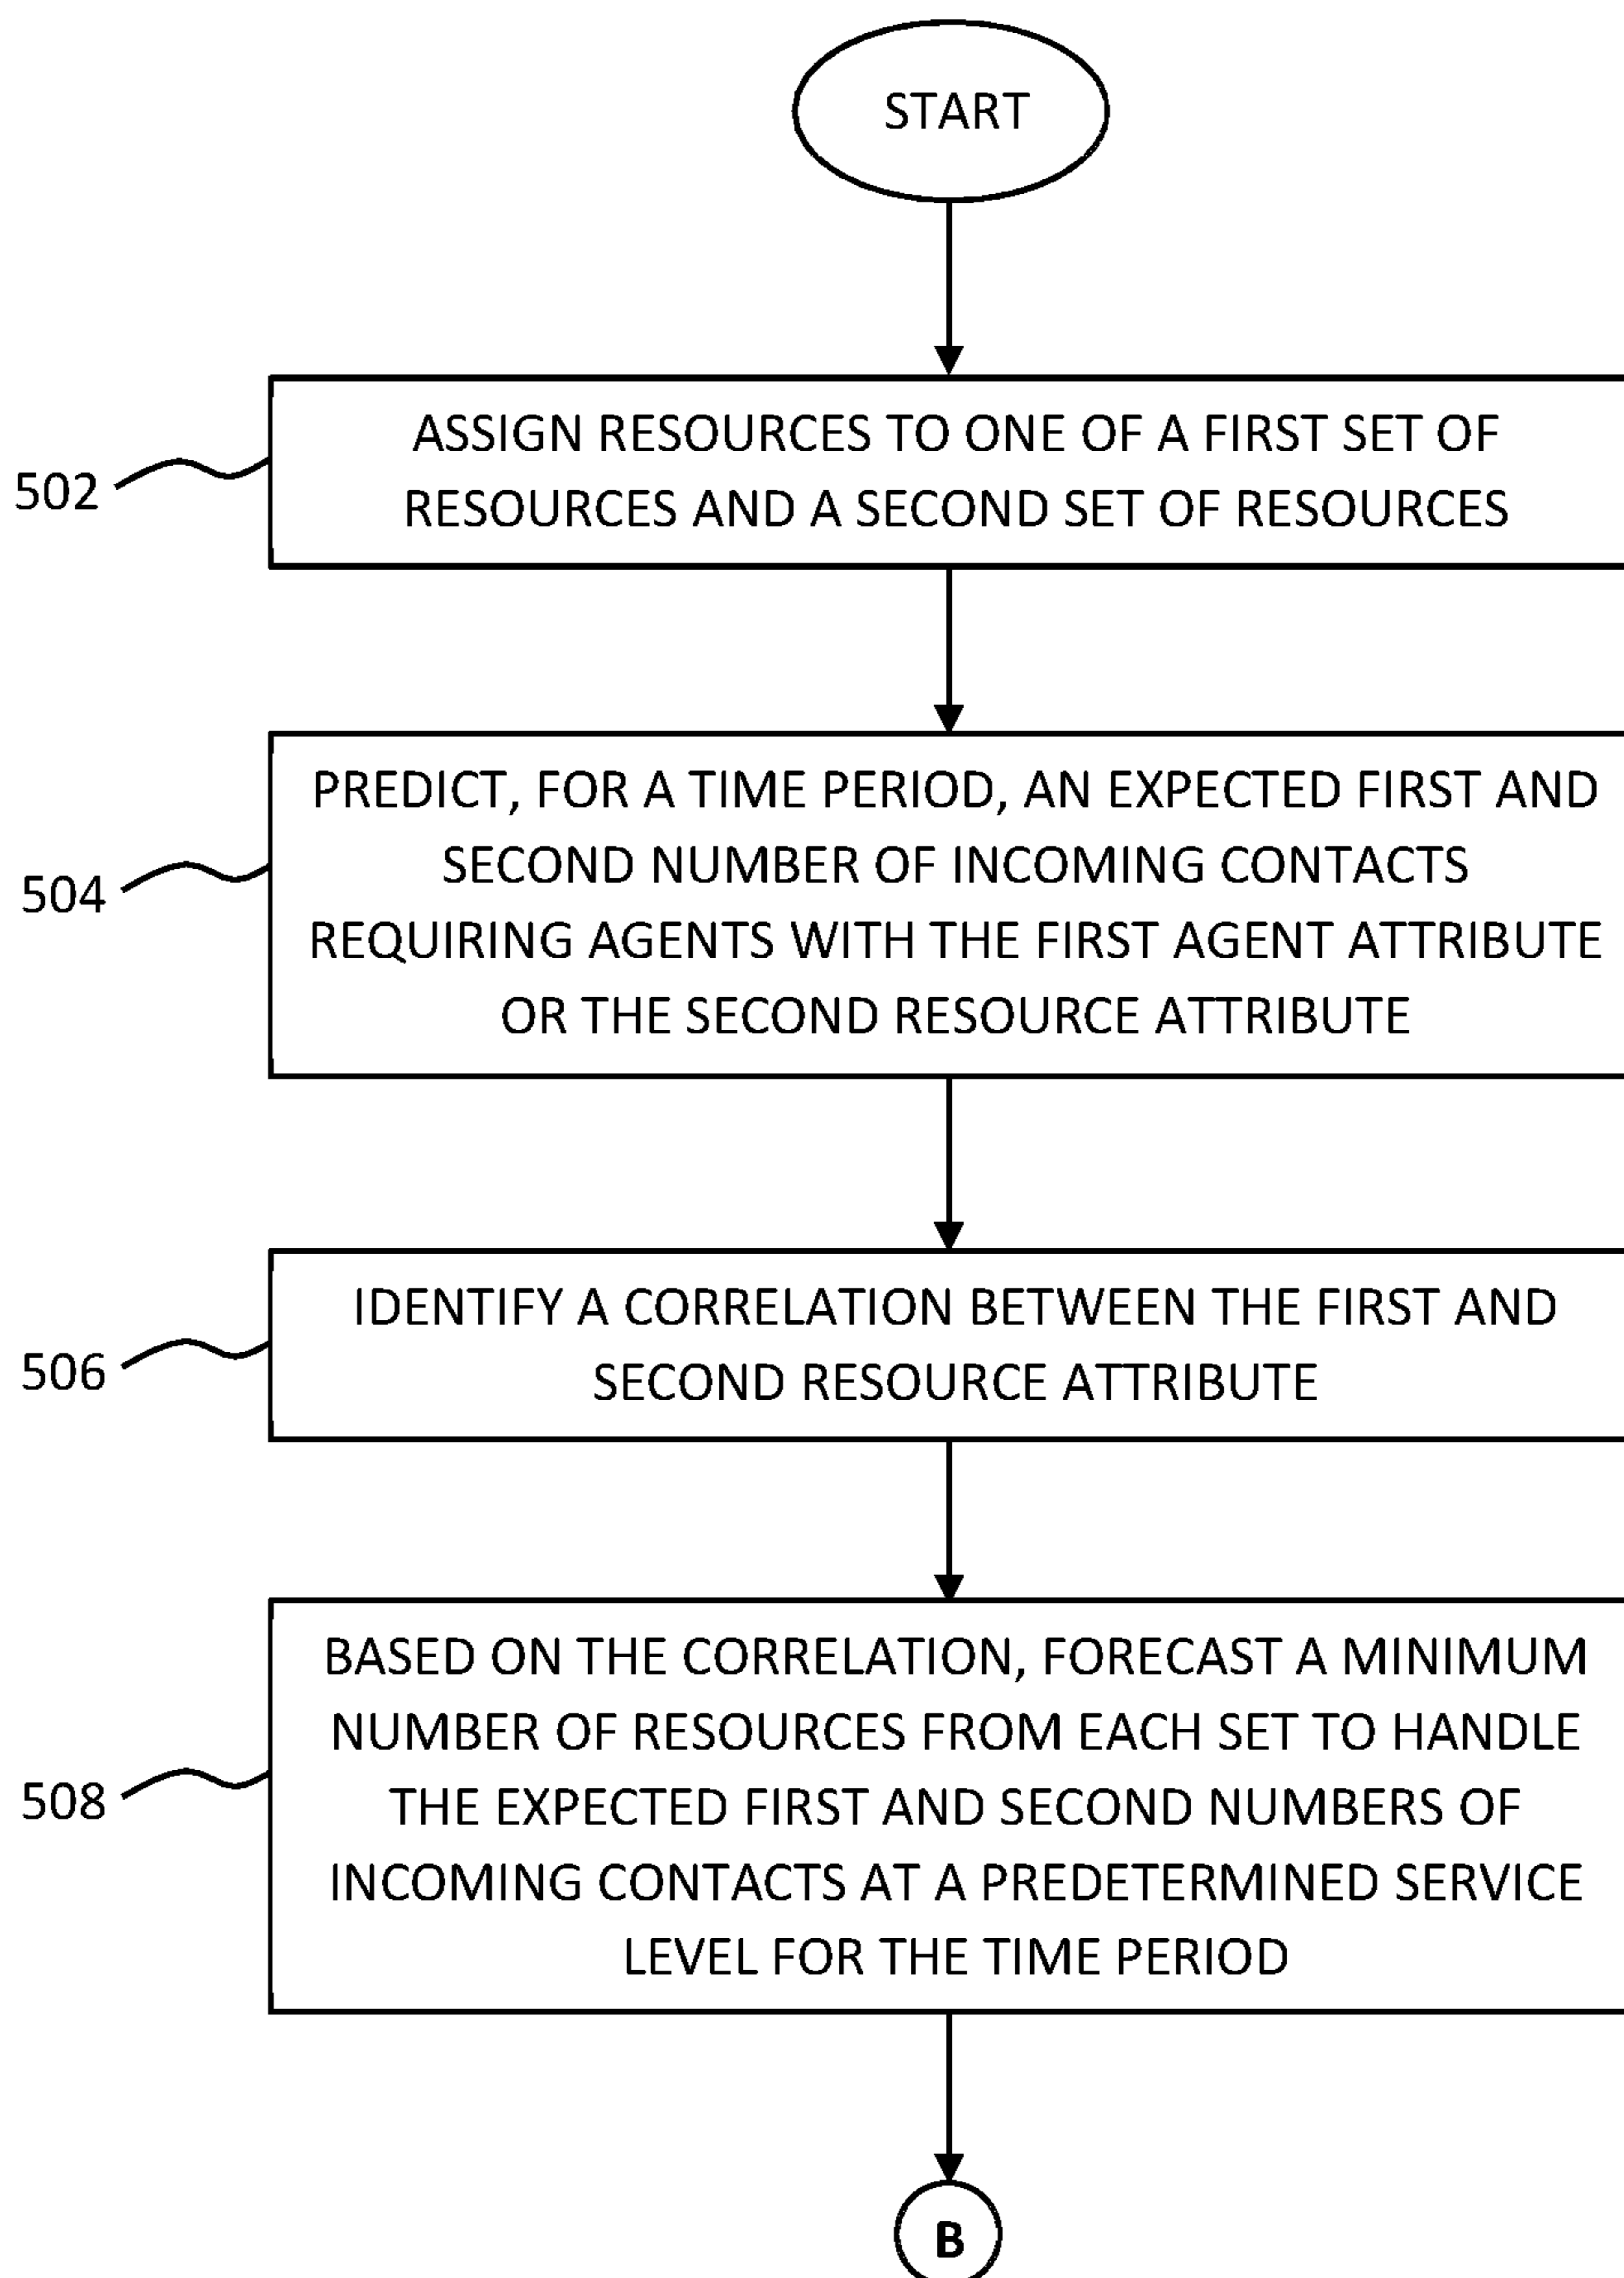 START
502
ASSIGN RESOURCES TO ONE OF A FIRST SET OF
RESOURCES AND A SECOND SET OF RESOURCES
504
PREDICT, FOR A TIME PERIOD, AN EXPECTED FIRST AND
SECOND NUMBER OF INCOMING CONTACTS
REQUIRING AGENTS WITH THE FIRST AGENT ATTRIBUTE
OR THE SECOND RESOURCE ATTRIBUTE
506
IDENTIFY A CORRELATION BETWEEN THE FIRST AND
SECOND RESOURCE ATTRIBUTE
508
BASED ON THE CORRELATION, FORECAST A MINIMUM
NUMBER OF RESOURCES FROM EACH SET TO HANDLE
THE EXPECTED FIRST AND SECOND NUMBERS OF
INCOMING CONTACTS AT A PREDETERMINED SERVICE
LEVEL FOR THE TIME PERIOD
B